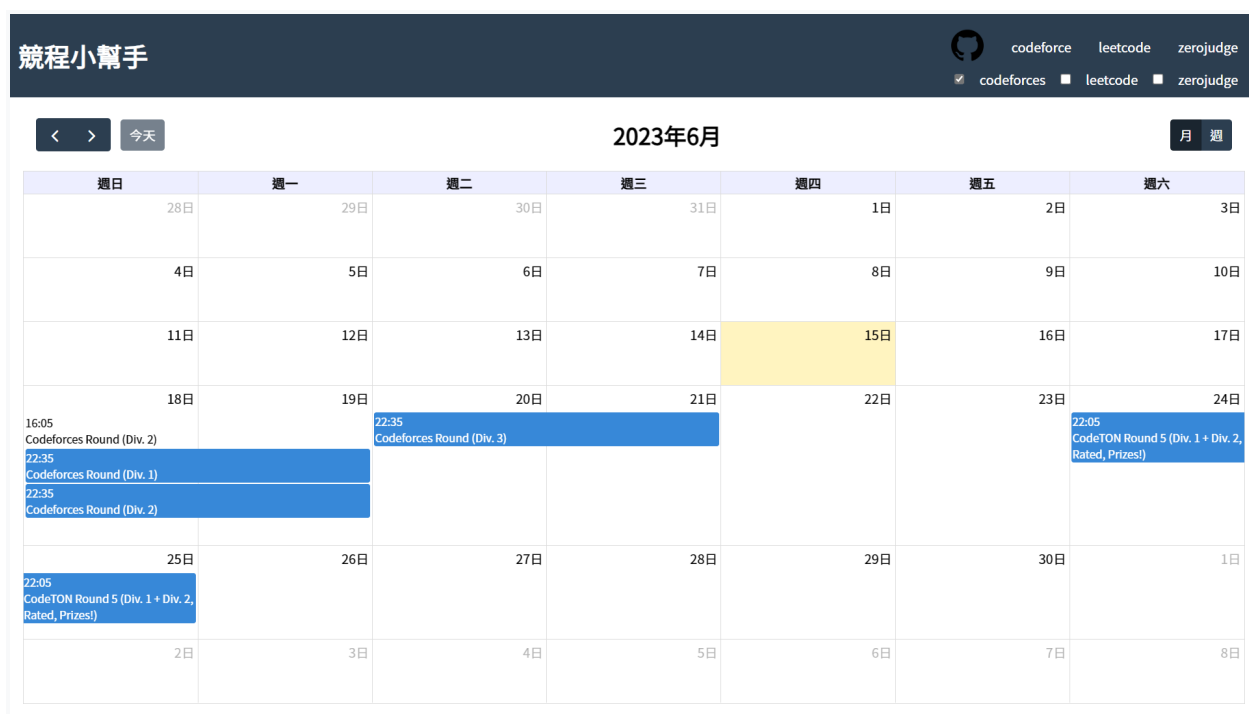 競程小幫手
codeforce leetcode zerojudge
codeforces leetcode zerojudge
今天
2023年6月
月 週
週日 週一 週二 週三 週四 週五 週六
28日 29日 30日 31日 1日 2日 3日
4日 5日 6日 7日 8日 9日 10日
11日 12日 13日 14日 15日 16日 17日
18日 19日 20日 21日 22日 23日 24日
16:05
Codeforces Round (Div. 2)
22:35
Codeforces Round (Div. 1)
22:35
Codeforces Round (Div. 2)
22:35
Codeforces Round (Div. 3)
22:05
CodeTON Round 5 (Div. 1 + Div. 2,
Rated, Prizes!)
25日 26日 27日 28日 29日 30日 1日
22:05
CodeTON Round 5 (Div. 1 + Div. 2,
Rated, Prizes!)
2日 3日 4日 5日 6日 7日 8日